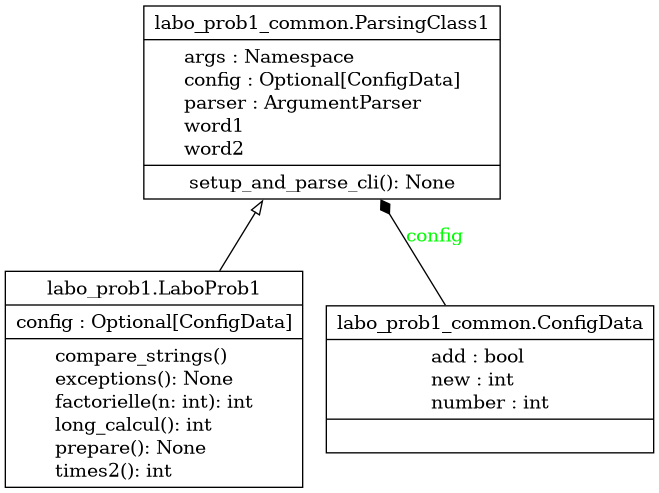 labo_prob1_common.ParsingClass1
args : Namespace
config : Optional[ConfigData]
parser : ArgumentParser
word1
word2
setup_and_parse_cli(): None
config
labo_prob1.LaboProb1
config : Optional[ConfigData]
compare_strings()
exceptions(): None
factorielle(n: int): int
long_calcul(): int
prepare(): None
times2(): int
labo_prob1_common.ConfigData
add : bool
new : int
number : int